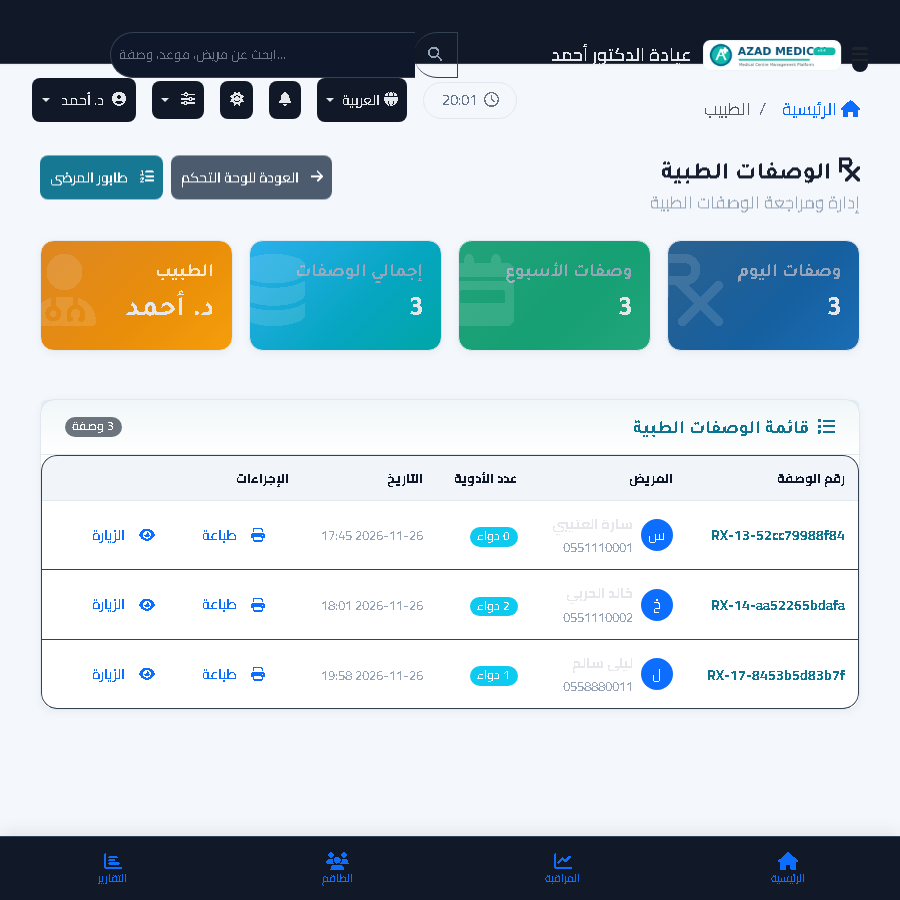 AZAD MEDIC
Medical Centre Management Platform
عيادة الدكتور أحمد
ابحث عن مريض، موعد، وصفة...
20:01
العربية
د. أحمد
الرئيسية / الطبيب
الوصفات الطبية
إدارة ومراجعة الوصفات الطبية
العودة للوحة التحكم
طابور المرضى
وصفات اليوم
3
وصفات الأسبوع
3
إجمالي الوصفات
3
الطبيب
د. أحمد
قائمة الوصفات الطبية
3 وصفة
رقم الوصفة المريض عدد الأدوية التاريخ الإجراءات
RX-13-52cc79988f84 س سارة العتيبي 0551110001 0 دواء 2026-11-26 17:45 طباعة الزيارة
RX-14-aa52265bdafa خ خالد الحربي 0551110002 2 دواء 2026-11-26 18:01 طباعة الزيارة
RX-17-8453b5d83b7f ل ليلى سالم 0558880011 1 دواء 2026-11-26 19:58 طباعة الزيارة
الرئيسية
المراقبة
الطاقم
التقارير